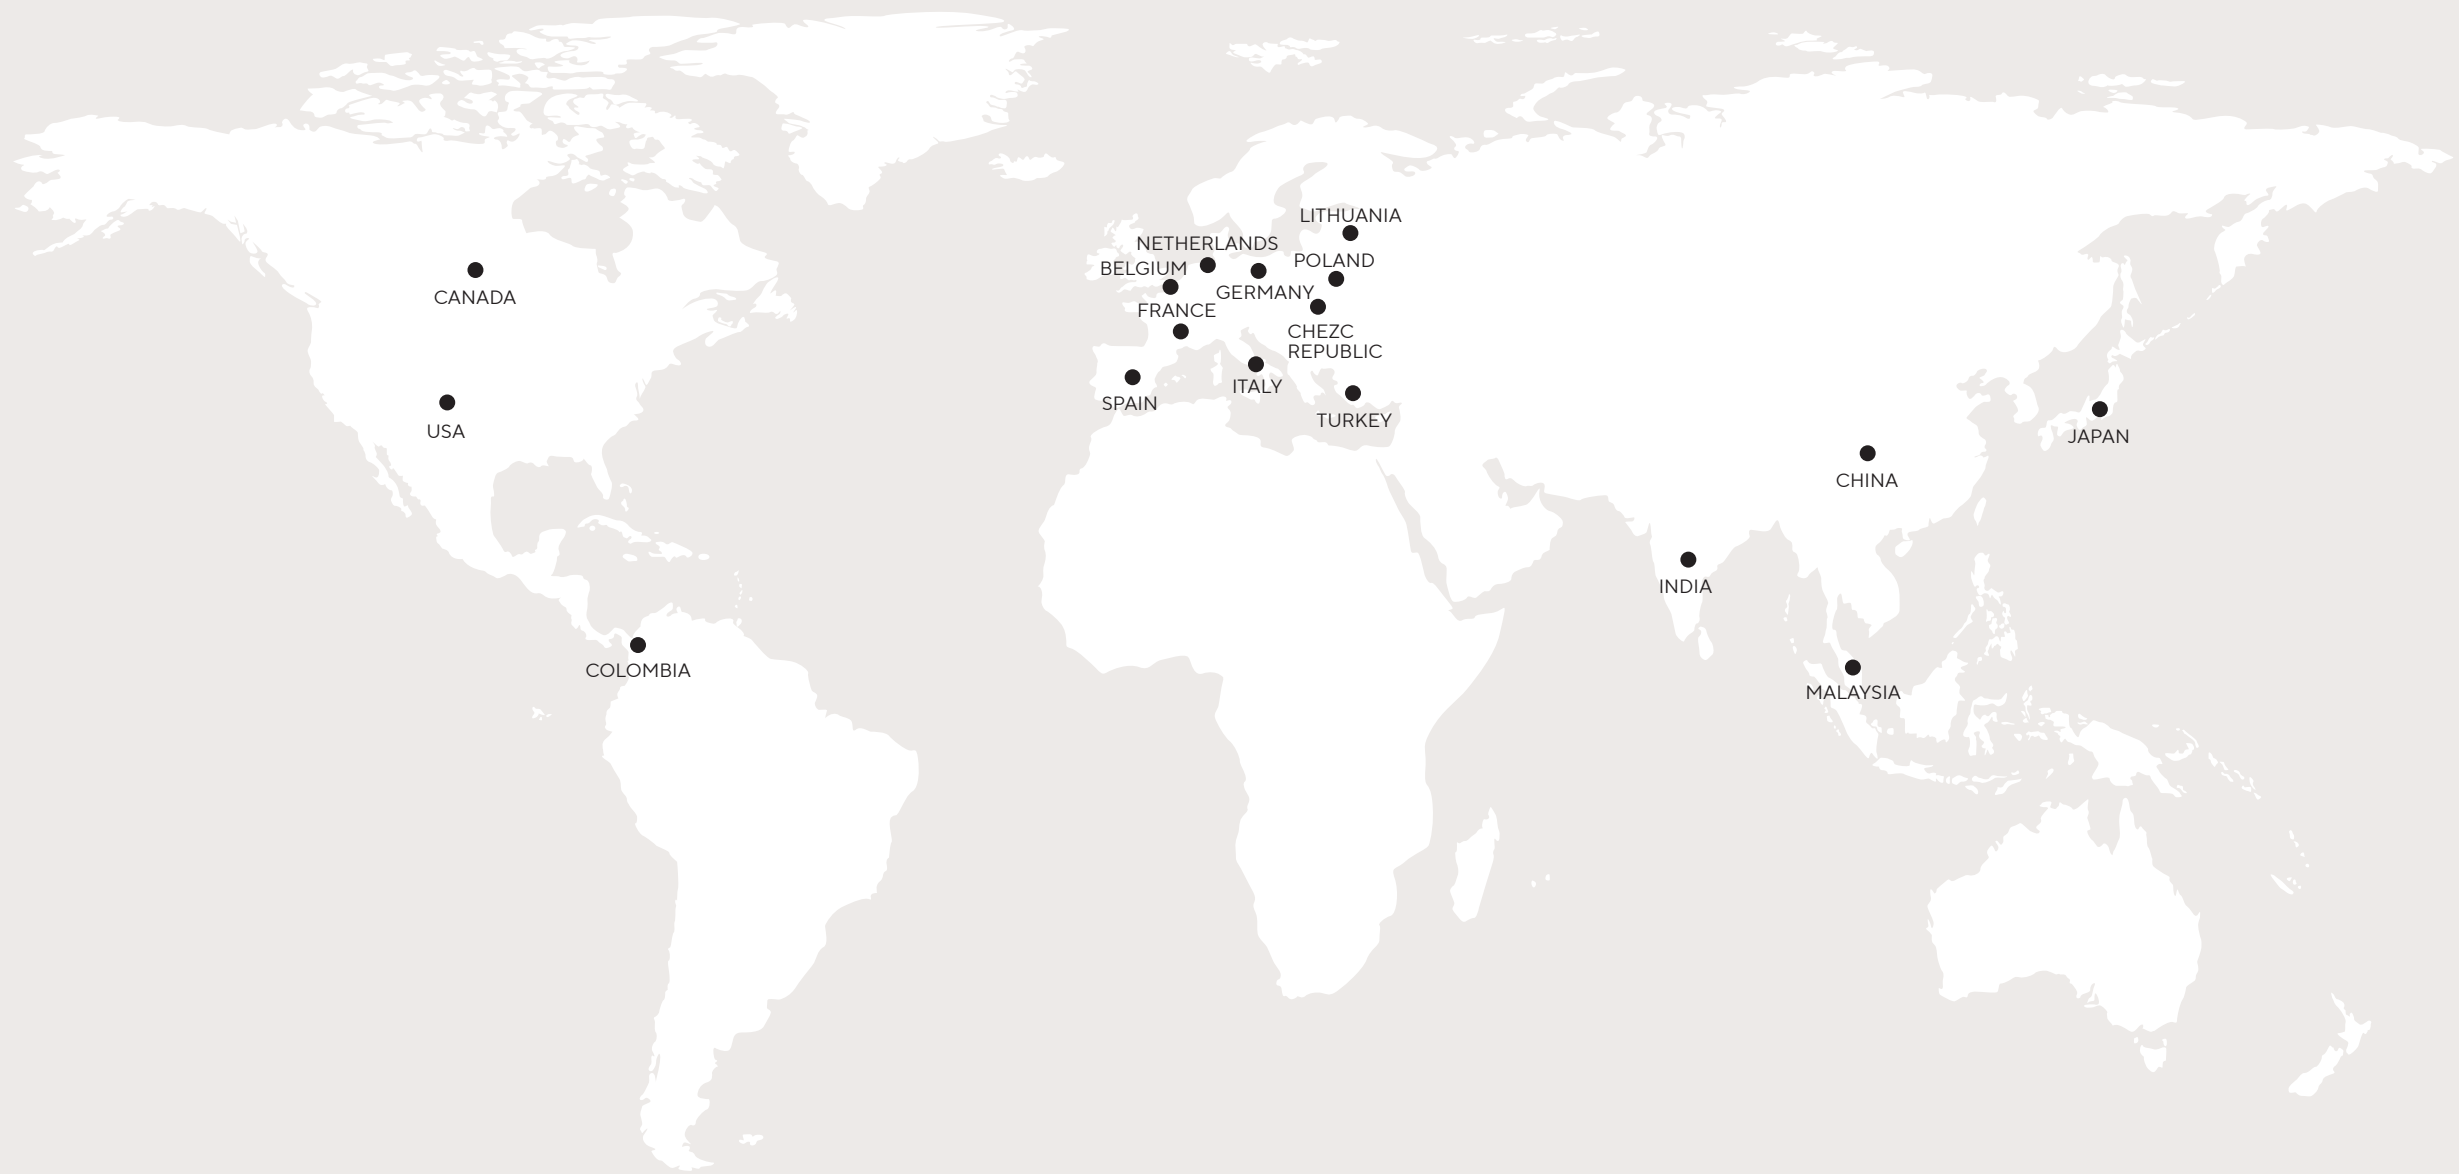 LITHUANIA
NETHERLANDS
BELGIUM
POLAND
GERMANY
CANADA
FRANCE
CHEZC
REPUBLIC
ITALY
SPAIN
TURKEY
USA
JAPAN
CHINA
INDIA
COLOMBIA
MALAYSIA